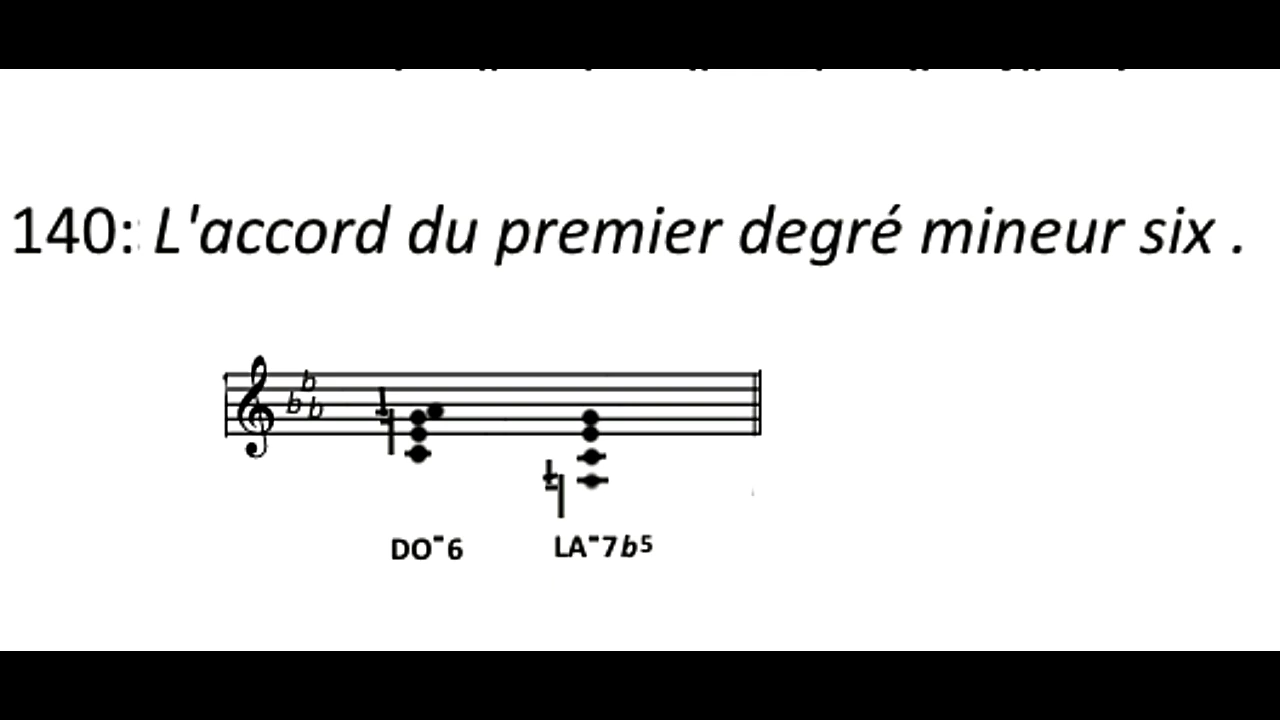 140: L'accord du premier degré mineur six .
DO-6 LA-7b5